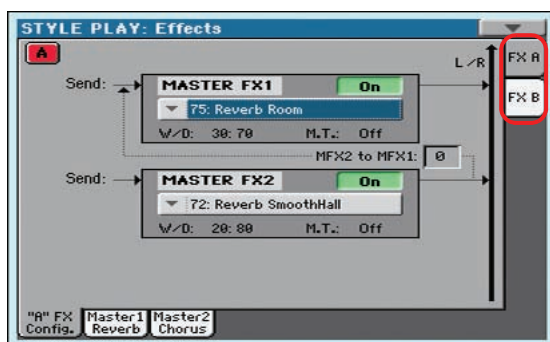 STYLE PLAY: Effects
A
L/R
FX A
FX B
Send:
MASTER FX1
On
75: Reverb Room
W/D: 30:70 M.T.: Off
MFX2 to MFX1: 0
Send:
MASTER FX2
On
72: Reverb SmoothHall
W/D: 20:80 M.T.: Off
"A" FX Config.
Master1 Reverb
Master2 Chorus